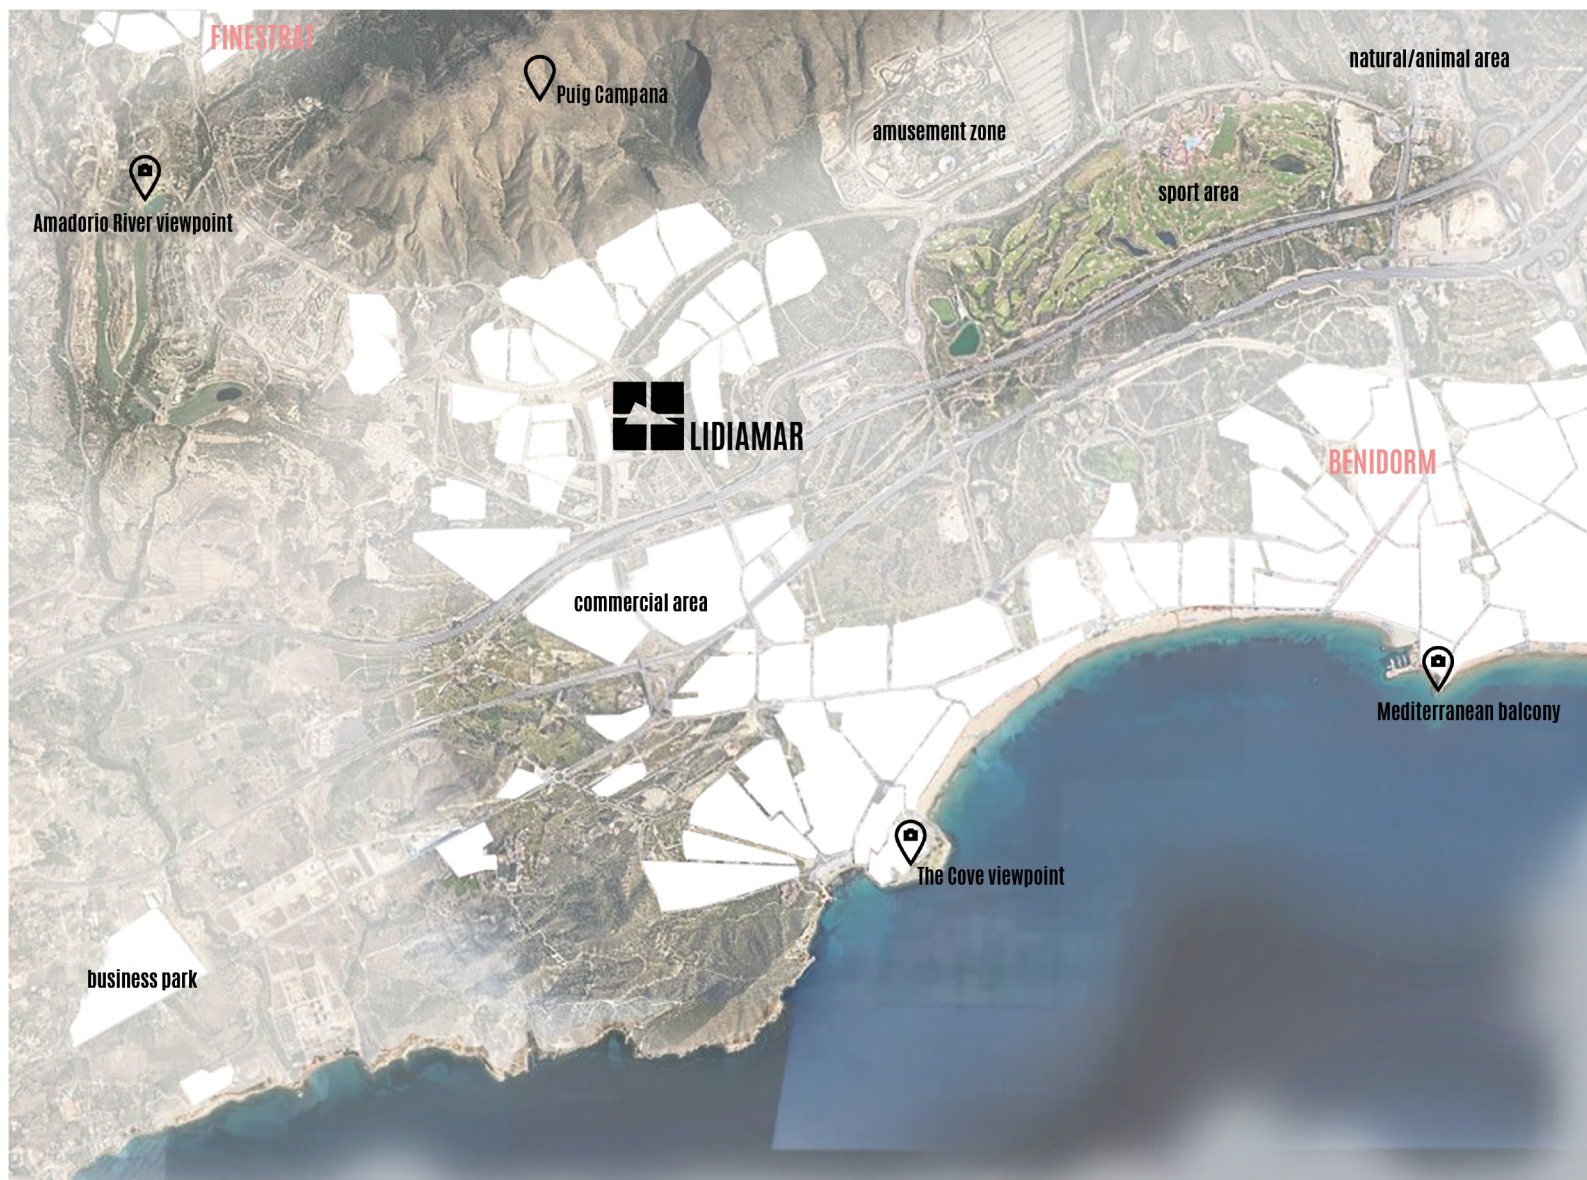 FINESTRAT
natural/animal area
Puig Campana
amusement zone
sport area
Amadorio River viewpoint
LIDIAMAR
BENIDORM
commercial area
Mediterranean balcony
The Cove viewpoint
business park